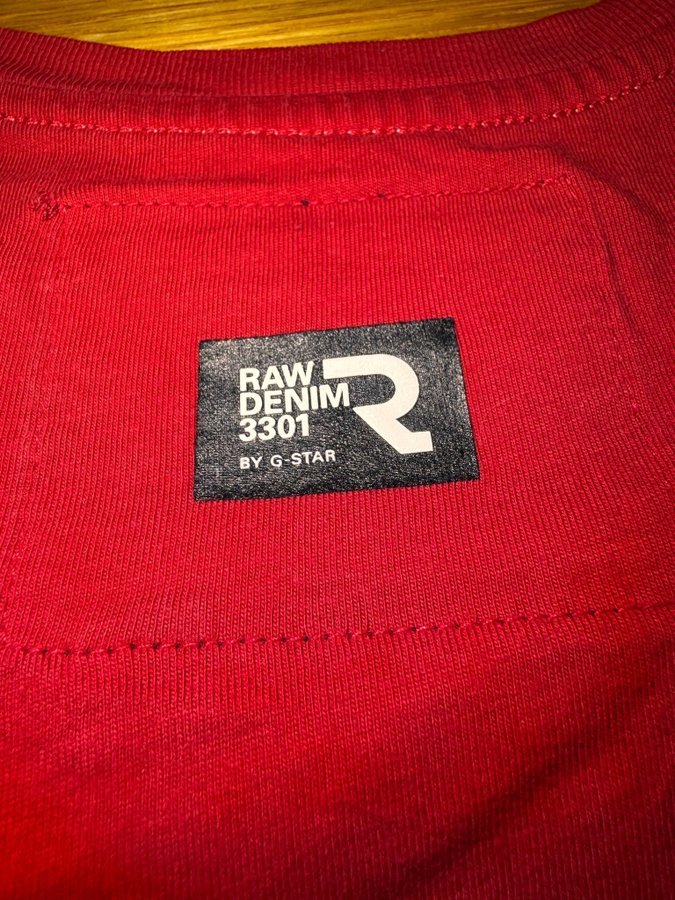 RAW
DENIM
3301
BY G-STAR
R